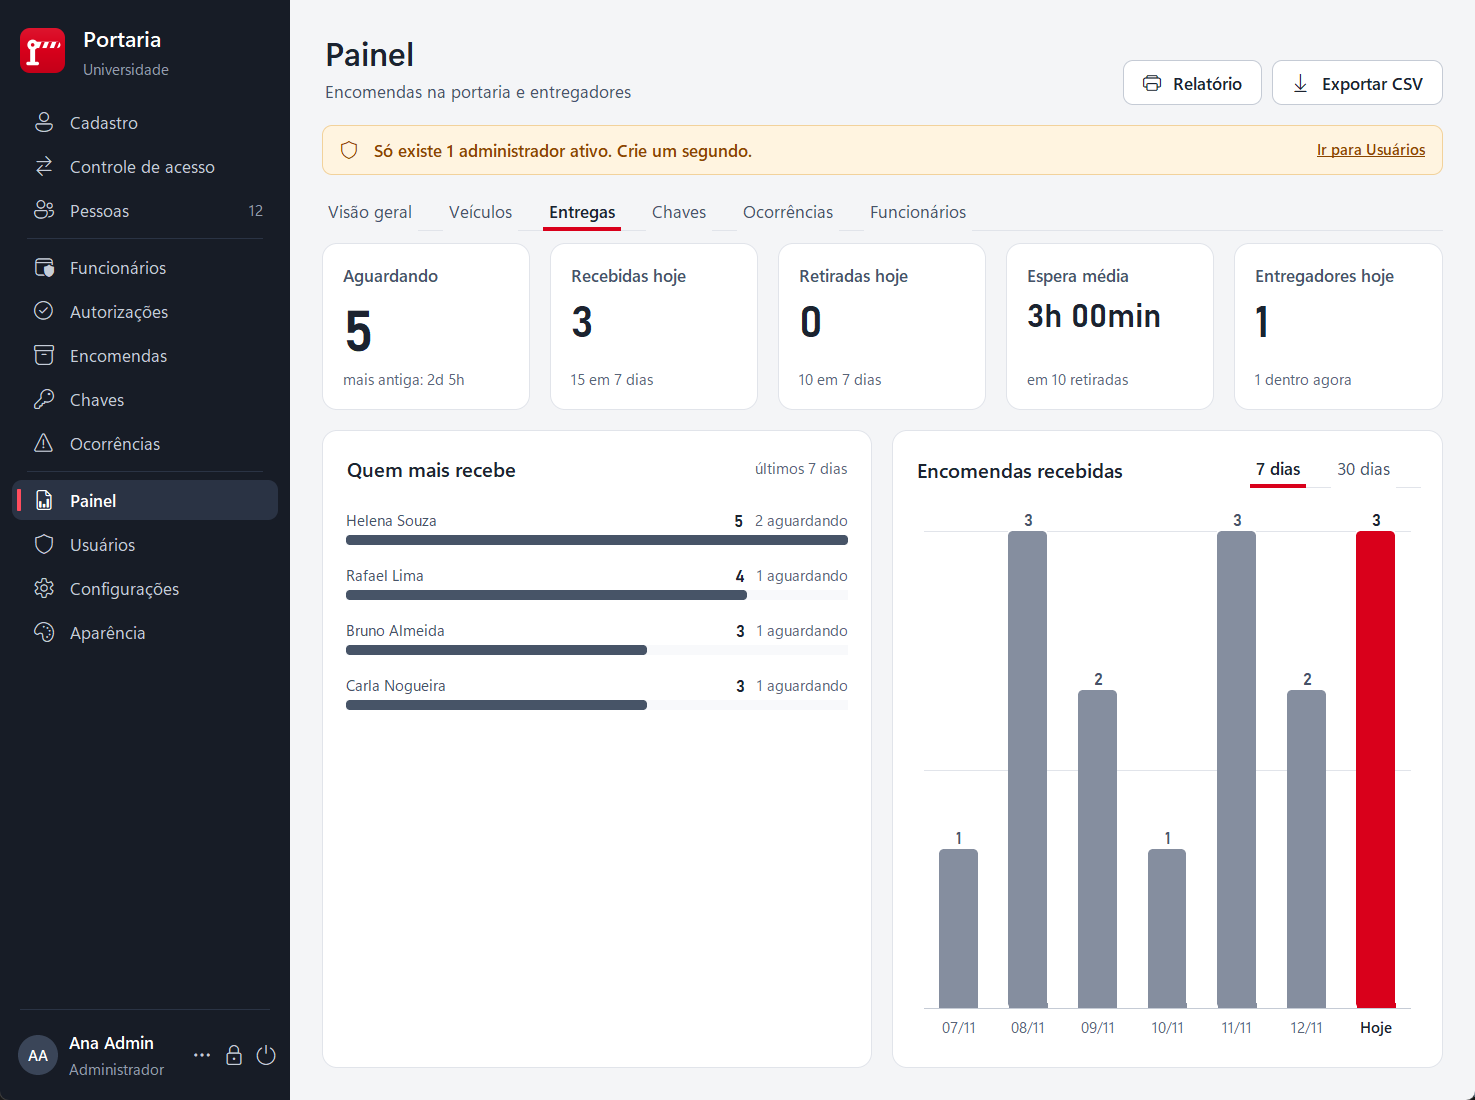 Portaria
Universidade
Cadastro
Controle de acesso
Pessoas 12
Funcionários
Autorizações
Encomendas
Chaves
Ocorrências
Painel
Usuários
Configurações
Aparência
AA
Ana Admin
Administrador
Painel
Encomendas na portaria e entregadores
Relatório
Exportar CSV
Só existe 1 administrador ativo. Crie um segundo.
Ir para Usuários
Visão geral Veículos Entregas Chaves Ocorrências Funcionários
Aguardando
5
mais antiga: 2d 5h
Recebidas hoje
3
15 em 7 dias
Retiradas hoje
0
10 em 7 dias
Espera média
3h 00min
em 10 retiradas
Entregadores hoje
1
1 dentro agora
Quem mais recebe últimos 7 dias
Helena Souza 5 2 aguardando
Rafael Lima 4 1 aguardando
Bruno Almeida 3 1 aguardando
Carla Nogueira 3 1 aguardando
Encomendas recebidas 7 dias 30 dias
1 3 2 1 3 2 3
07/11 08/11 09/11 10/11 11/11 12/11 Hoje